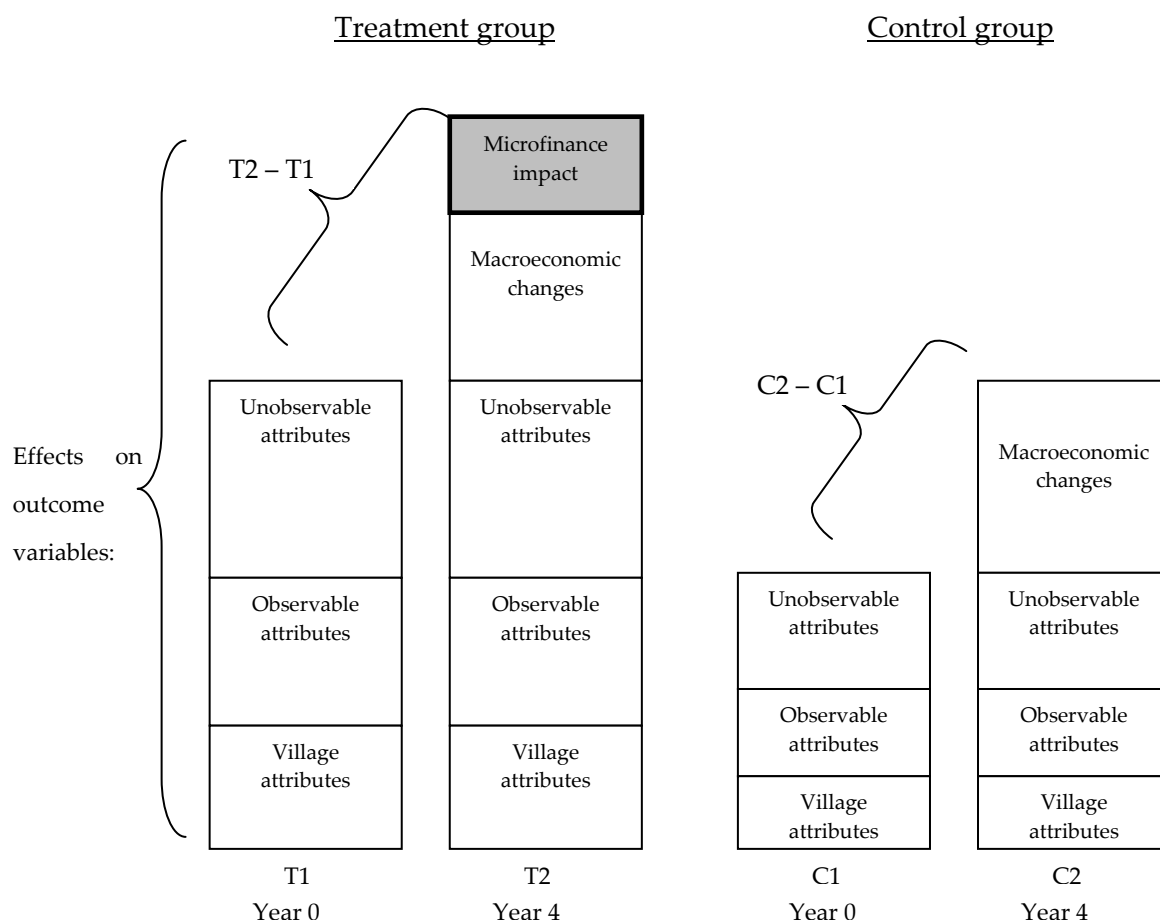 Treatment group
Control group
T2 – T1
Microfinance
impact
Macroeconomic
changes
C2 – C1
Effects on
outcome
variables:
Unobservable
attributes
Unobservable
attributes
Macroeconomic
changes
Observable
attributes
Observable
attributes
Unobservable
attributes
Unobservable
attributes
Village
attributes
Village
attributes
Observable
attributes
Observable
attributes
Village
attributes
Village
attributes
T1
T2
C1
C2
Year 0
Year 4
Year 0
Year 4